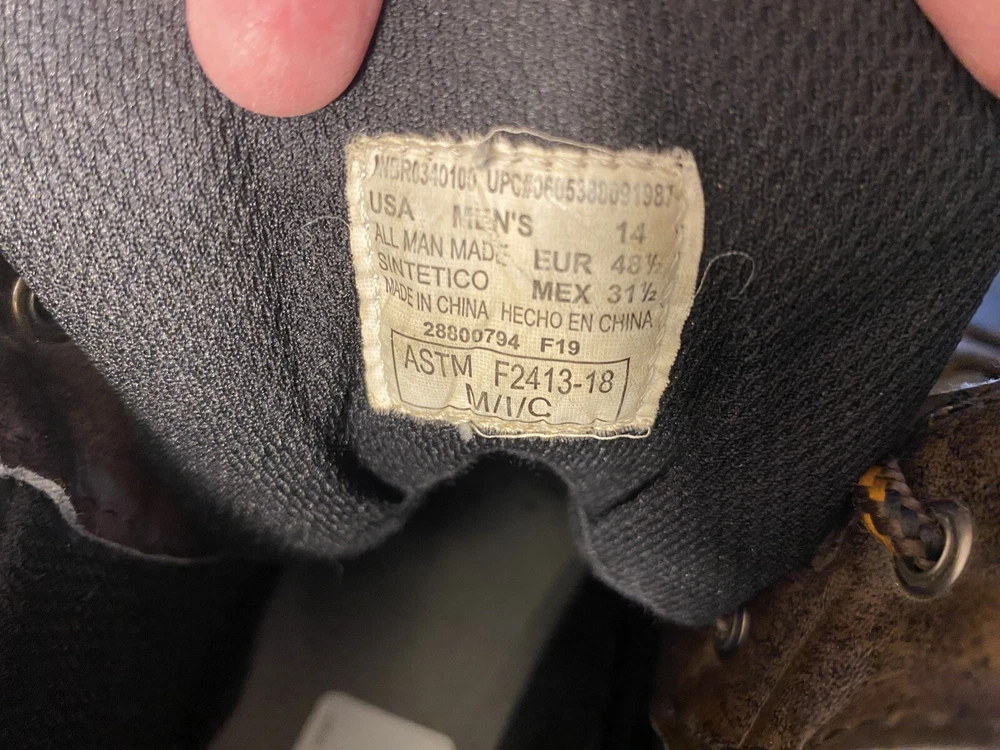 USA MEN'S 14
ALL MAN MADE EUR 48½
SINTETICO MEX 31½
MADE IN CHINA HECHO EN CHINA
28800794 F19
ASTM F2413-18
M/I/C